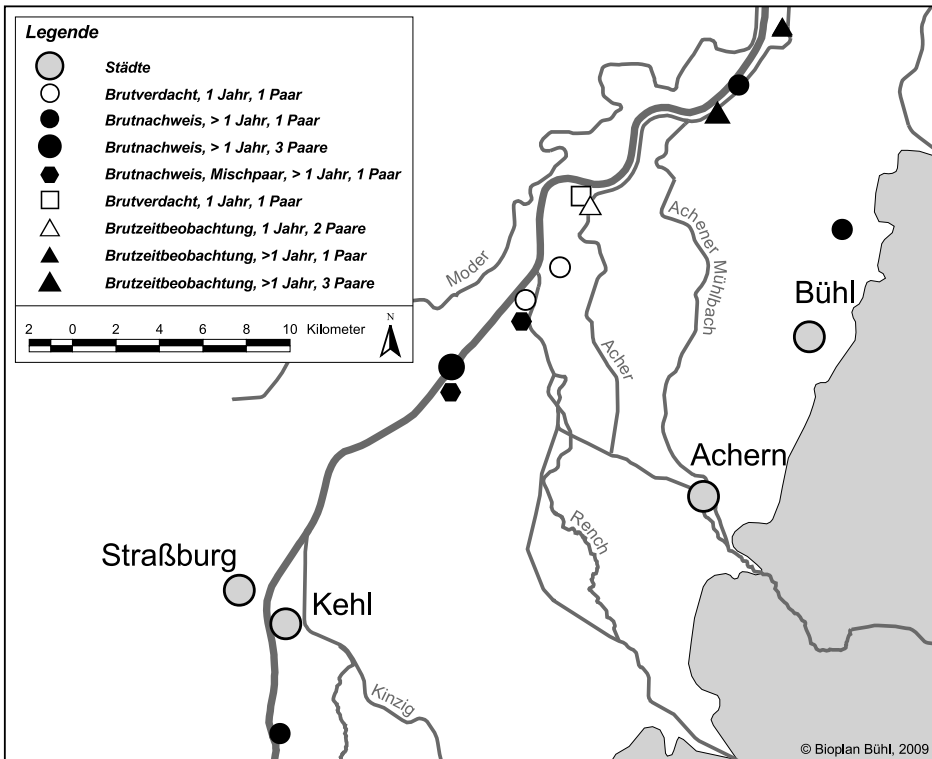 Legende
Städte
Brutverdacht, 1 Jahr, 1 Paar
Brutnachweis, > 1 Jahr, 1 Paar
Brutnachweis, > 1 Jahr, 3 Paare
Brutnachweis, Mischpaar, > 1 Jahr, 1 Paar
Brutverdacht, 1 Jahr, 1 Paar
Brutzeitbeobachtung, 1 Jahr, 2 Paare
Brutzeitbeobachtung, >1 Jahr, 1 Paar
Brutzeitbeobachtung, >1 Jahr, 3 Paare
2 0 2 4 6 8 10 Kilometer
N
Moder
Achener Mühlbach
Bühl
Acher
Achern
Rench
Straßburg
Kehl
Kinzig
© Bioplan Bühl, 2009